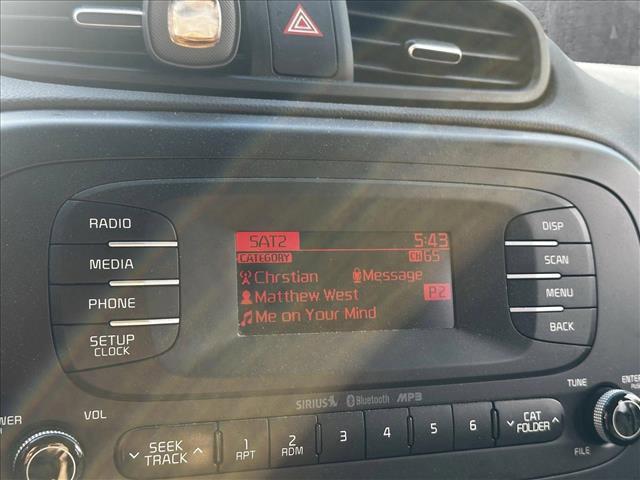 SAT2 5:43
CATEGORY CH65
Chrstian Message
Matthew West P2
Me on Your Mind
RADIO
MEDIA
PHONE
SETUP
CLOCK
DISP
SCAN
MENU
BACK
SIRIUS Bluetooth MP3
VOL
SEEK
TRACK
1
RPT
2
RDM
3
4
5
6
CAT
FOLDER
TUNE
FILE